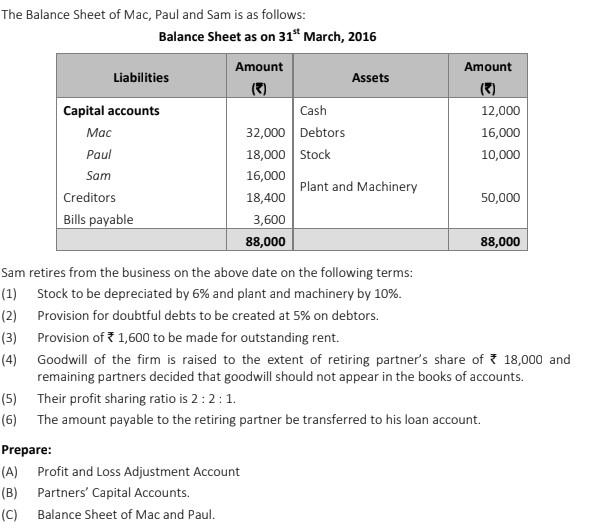 The Balance Sheet of Mac, Paul and Sam is as follows:
Balance Sheet as on 31st March, 2016
Liabilities Amount (₹) Assets Amount (₹)
Capital accounts Cash 12,000
Mac 32,000 Debtors 16,000
Paul 18,000 Stock 10,000
Sam 16,000
Plant and Machinery
Creditors 18,400 50,000
Bills payable 3,600
88,000 88,000
Sam retires from the business on the above date on the following terms:
(1) Stock to be depreciated by 6% and plant and machinery by 10%.
(2) Provision for doubtful debts to be created at 5% on debtors.
(3) Provision of ₹ 1,600 to be made for outstanding rent.
(4) Goodwill of the firm is raised to the extent of retiring partner's share of ₹ 18,000 and
remaining partners decided that goodwill should not appear in the books of accounts.
(5) Their profit sharing ratio is 2 : 2 : 1.
(6) The amount payable to the retiring partner be transferred to his loan account.
Prepare:
(A) Profit and Loss Adjustment Account
(B) Partners' Capital Accounts.
(C) Balance Sheet of Mac and Paul.